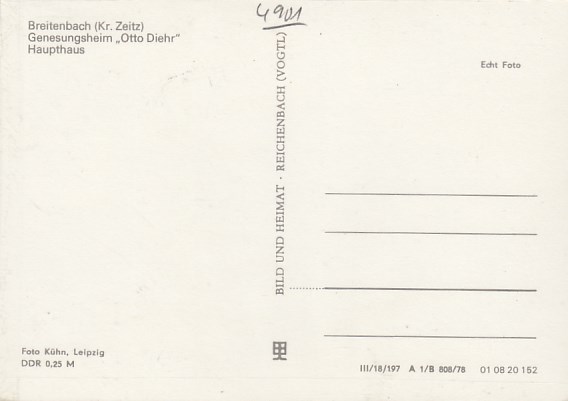 4901
Breitenbach (Kr. Zeitz)
Genesungsheim „Otto Diehr“
Haupthaus
Echt Foto
BILD UND HEIMAT · REICHENBACH (VOGTL)
Foto Kühn, Leipzig
DDR 0,25 M
III/18/197 A 1/B 808/78 01 08 20 152